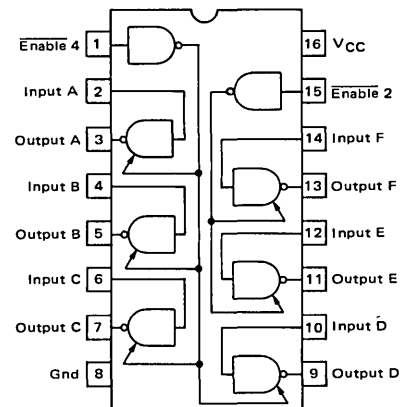 Enable 4 1
Input A 2
Output A 3
Input B 4
Output B 5
Input C 6
Output C 7
Gnd 8
16 VCC
15 Enable 2
14 Input F
13 Output F
12 Input E
11 Output E
10 Input D
9 Output D